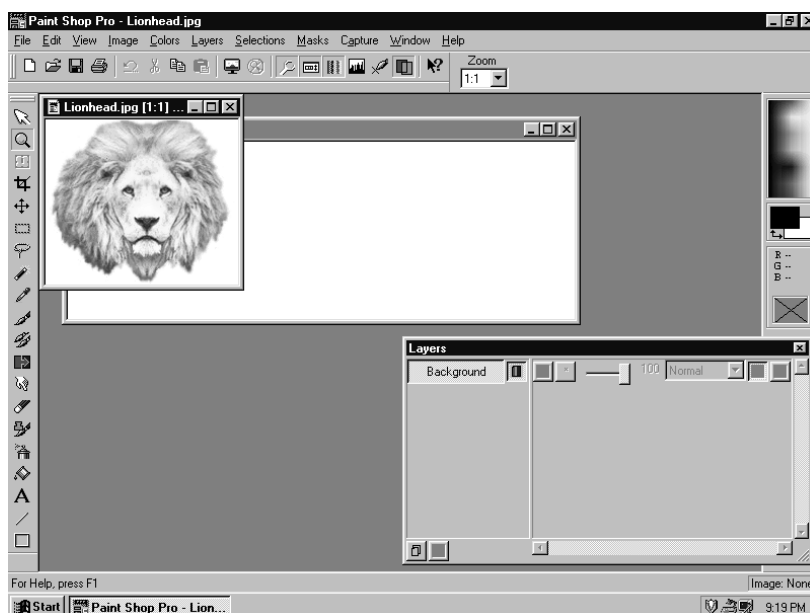 Paint Shop Pro - Lionhead.jpg
File Edit View Image Colors Layers Selections Masks Capture Window Help
Zoom
1:1
Lionhead.jpg [1:1] ...
R --
G --
B --
Layers
Background
100 Normal
A
For Help, press F1
Image: None
Start Paint Shop Pro - Lion...
9:19 PM